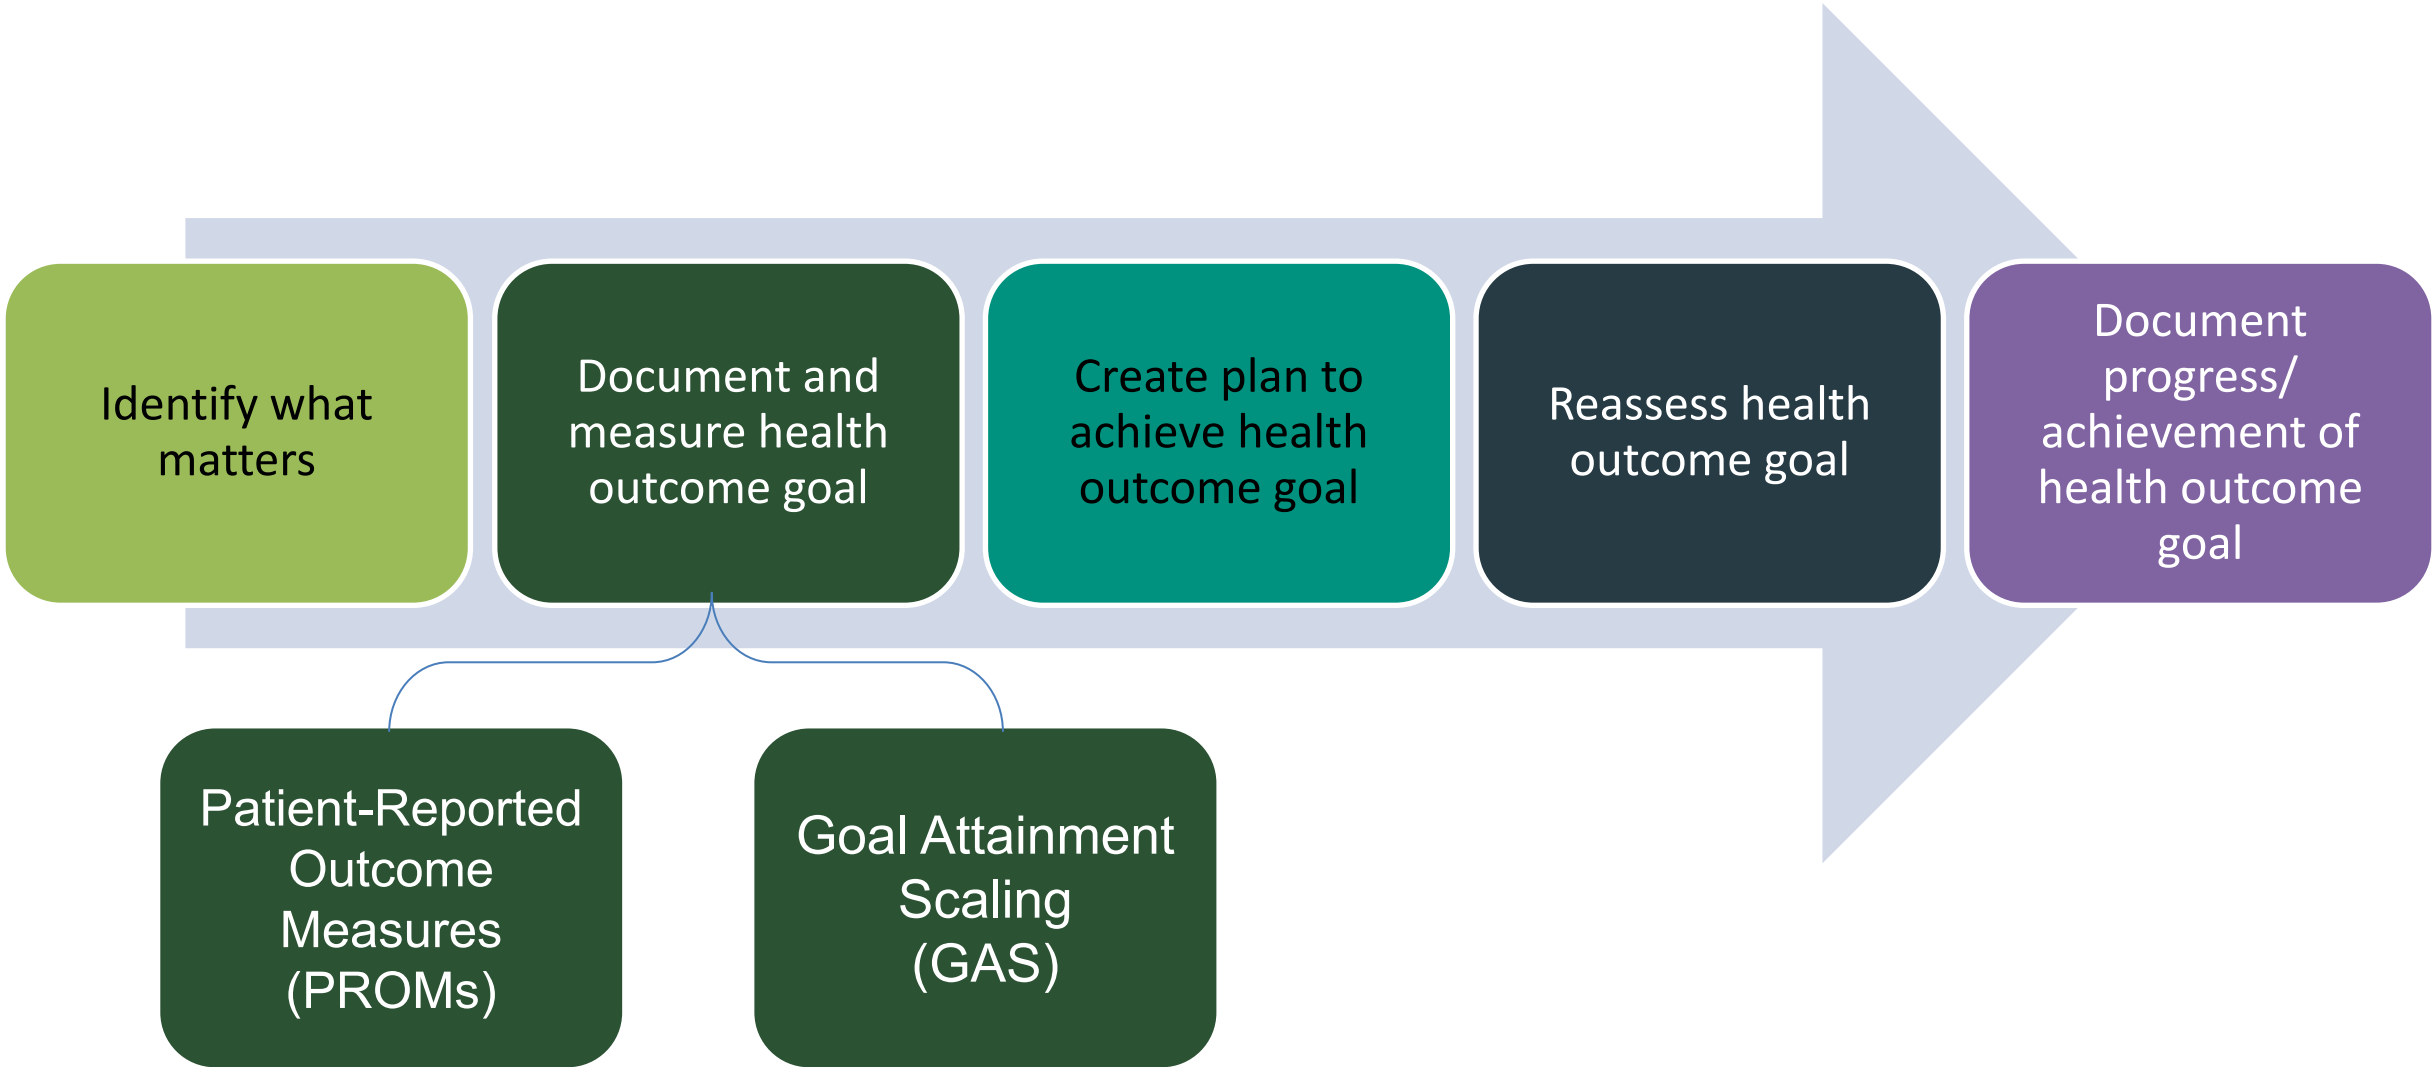 Identify what
matters
Document and
measure health
outcome goal
Create plan to
achieve health
outcome goal
Reassess health
outcome goal
Document
progress/
achievement of
health outcome
goal
Patient-Reported
Outcome
Measures
(PROMs)
Goal Attainment
Scaling
(GAS)